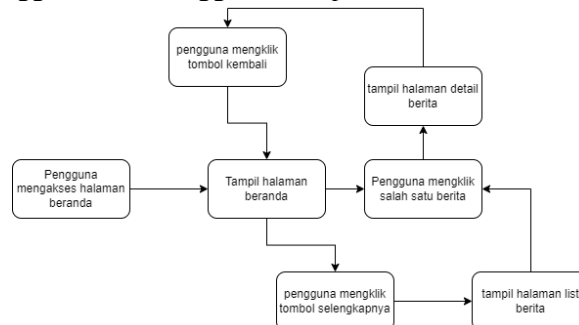 pengguna mengklik
tombol kembali
tampil halaman detail
berita
Pengguna
mengakses halaman
beranda
Tampil halaman
beranda
Pengguna mengklik
salah satu berita
pengguna mengklik
tombol selengkapnya
tampil halaman list
berita